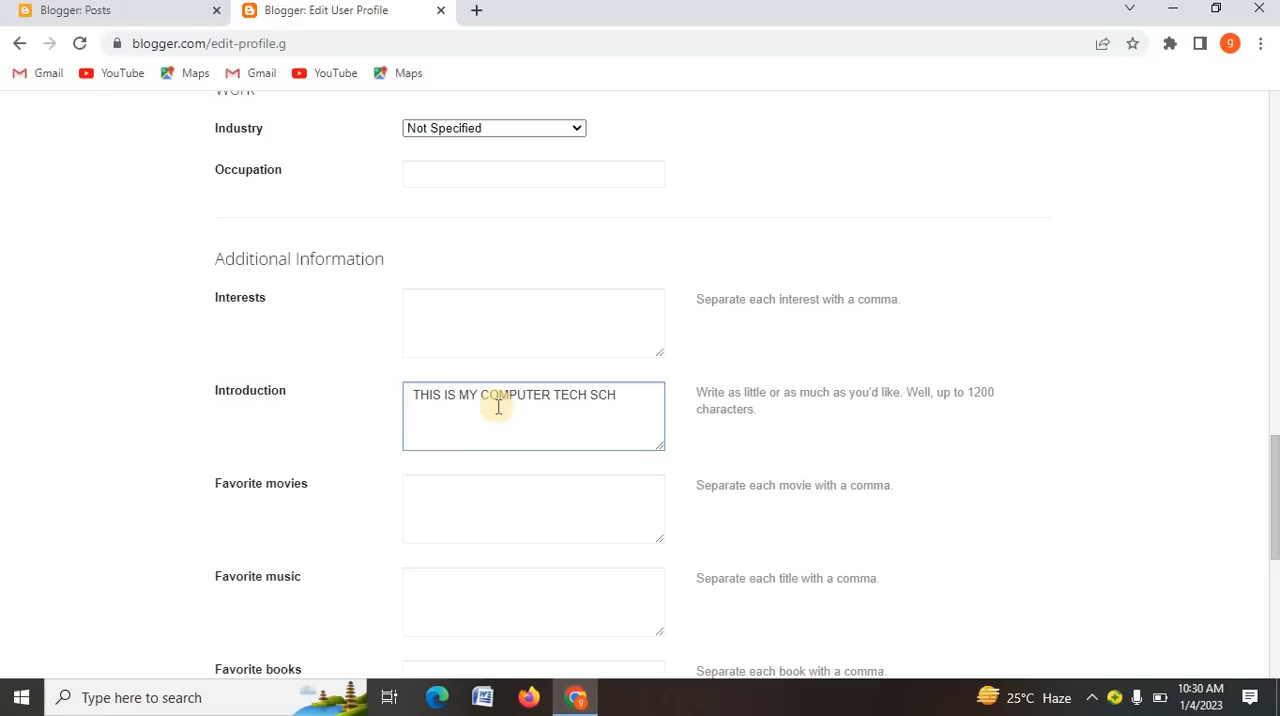 Blogger: Posts
Blogger: Edit User Profile
blogger.com/edit-profile.g
g
Gmail
YouTube
Maps
Gmail
YouTube
Maps
Work
Industry
Not Specified
Occupation
Additional Information
Interests
Separate each interest with a comma.
Introduction
THIS IS MY COMPUTER TECH SCH
Write as little or as much as you'd like. Well, up to 1200
characters.
Favorite movies
Separate each movie with a comma.
Favorite music
Separate each title with a comma.
Favorite books
Separate each book with a comma.
Type here to search
25°C Haze
10:30 AM
1/4/2023